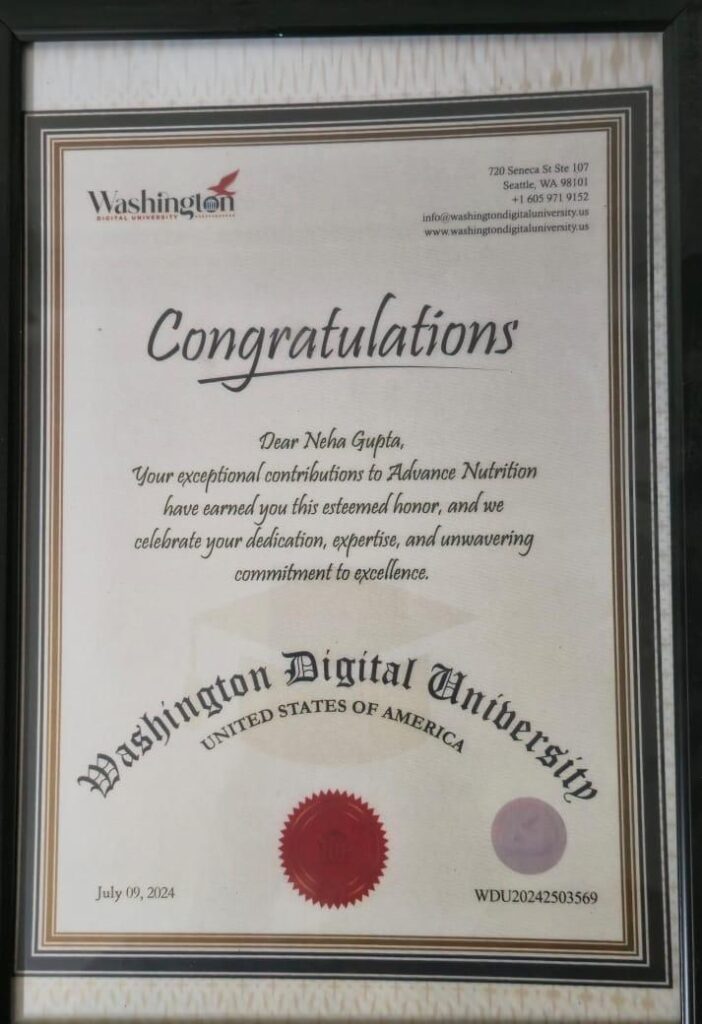 Washington
DIGITAL UNIVERSITY
720 Seneca St Ste 107
Seattle, WA 98101
+1 605 971 9152
info@washingtondigitaluniversity.us
www.washingtondigitaluniversity.us
Congratulations
Dear Neha Gupta,
Your exceptional contributions to Advance Nutrition
have earned you this esteemed honor, and we
celebrate your dedication, expertise, and unwavering
commitment to excellence.
Washington Digital University
UNITED STATES OF AMERICA
July 09, 2024
WDU20242503569